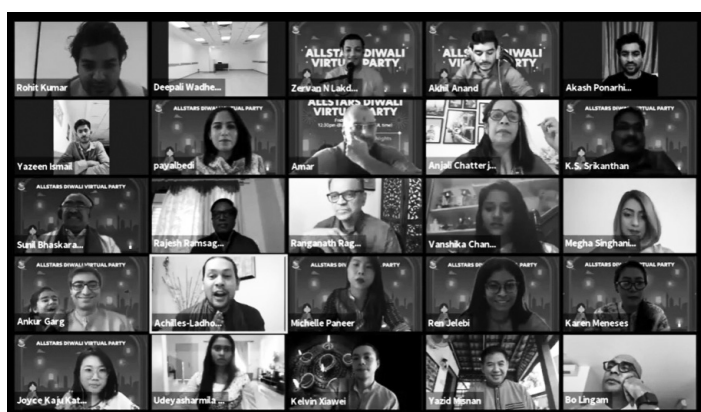 ALLSTARS DIWALI
VIRTUAL PARTY
ALLSTARS DIWALI
VIRTUAL PARTY
Rohit Kumar
Deepali Wadhe...
Zervan N Lakd...
Akhil Anand
Akash Ponarhi...
ALLSTARS DIWALI VIRTUAL PARTY
ALLSTARS DIWALI
VIRTUAL PARTY
ALLSTARS DIWALI VIRTUAL PARTY
Yazeen Ismail
payalbedi
Amar
Anjali Chatterj...
K.S. Srikanthan
ALLSTARS DIWALI VIRTUAL PARTY
Sunil Bhaskara...
Rajesh Ramsag...
Ranganath Rag...
Vanshika Chan...
Megha Singhani...
ALLSTARS DIWALI VIRTUAL PARTY
ALLSTARS DIWALI VIRTUAL PARTY
ALLSTARS DIWALI VIRTUAL PARTY
Ankur Garg
Achilles-Ladho...
Michelle Paneer
Ren Jelebi
Karen Meneses
ALLSTARS DIWALI VIRTUAL PARTY
Joyce Kaju Kat...
Udeyasharmila ...
Kelvin Xiawei
Yazid Misnan
Bo Lingam